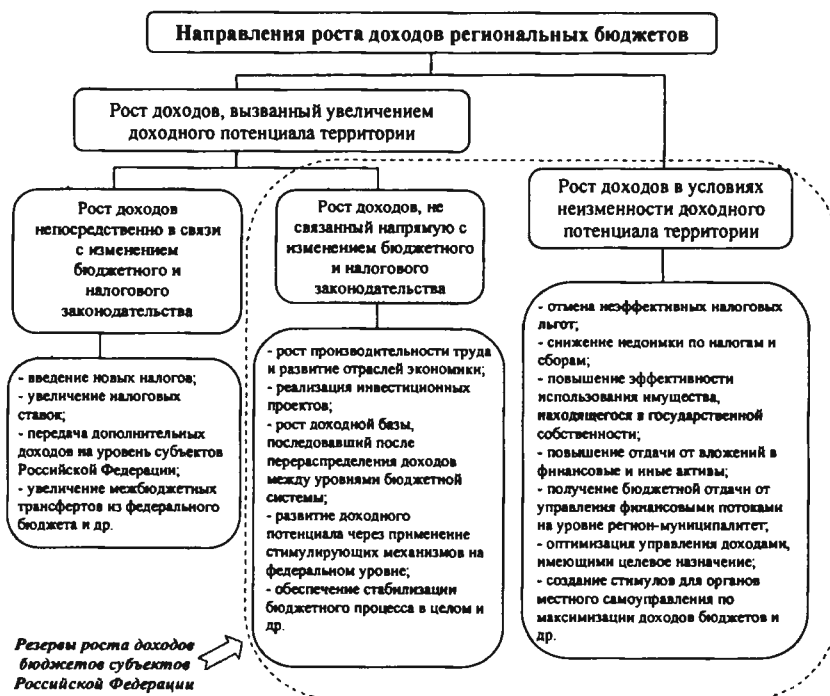 Направления роста доходов региональных бюджетов
Рост доходов, вызванный увеличением
доходного потенциала территории
Рост доходов
непосредственно в связи
с изменением
бюджетного и
налогового
законодательства
- введение новых налогов;
- увеличение налоговых
ставок;
- передача дополнительных
доходов на уровень субъектов
Российской Федерации;
- увеличение межбюджетных
трансфертов из федерального
бюджета и др.
Рост доходов, не
связанный напрямую с
изменением бюджетного
и налогового
законодательства
- рост производительности труда
и развитие отраслей экономики;
- реализация инвестиционных
проектов;
- рост доходной базы,
последовавший после
перераспределения доходов
между уровнями бюджетной
системы;
- развитие доходного
потенциала через применение
стимулирующих механизмов на
федеральном уровне;
- обеспечение стабилизации
бюджетного процесса в целом и
др.
Рост доходов в условиях
неизменности доходного
потенциала территории
- отмена неэффективных налоговых
льгот;
- снижение недоимки по налогам и
сборам;
- повышение эффективности
использования имущества,
находящегося в государственной
собственности;
- повышение отдачи от вложений в
финансовые и иные активы;
- получение бюджетной отдачи от
управления финансовыми потоками
на уровне регион-муниципалитет;
- оптимизация управления доходами,
имеющими целевое назначение;
- создание стимулов для органов
местного самоуправления по
максимизации доходов бюджетов и
др.
Резервы роста доходов
бюджетов субъектов
Российской Федерации